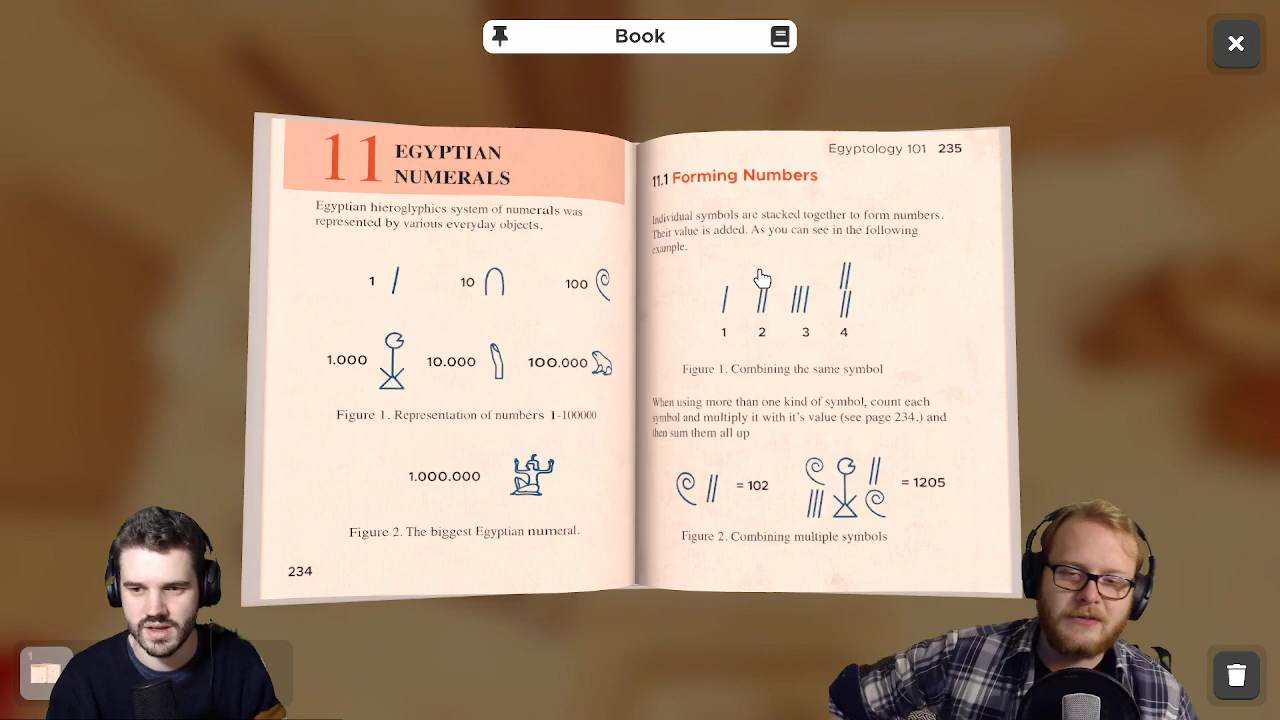 Book
11 EGYPTIAN
NUMERALS
Egyptian hieroglyphics system of numerals was
represented by various everyday objects.
1 10 100
1.000 10.000 100.000
Figure 1. Representation of numbers 1-100000
1.000.000
Figure 2. The biggest Egyptian numeral.
234
Egyptology 101 235
11.1 Forming Numbers
Individual symbols are stacked together to form numbers.
Their value is added. As you can see in the following
example.
1 2 3 4
Figure 1. Combining the same symbol
When using more than one kind of symbol, count each
symbol and multiply it with it's value (see page 234.) and
then sum them all up
= 102 = 1205
Figure 2. Combining multiple symbols
1